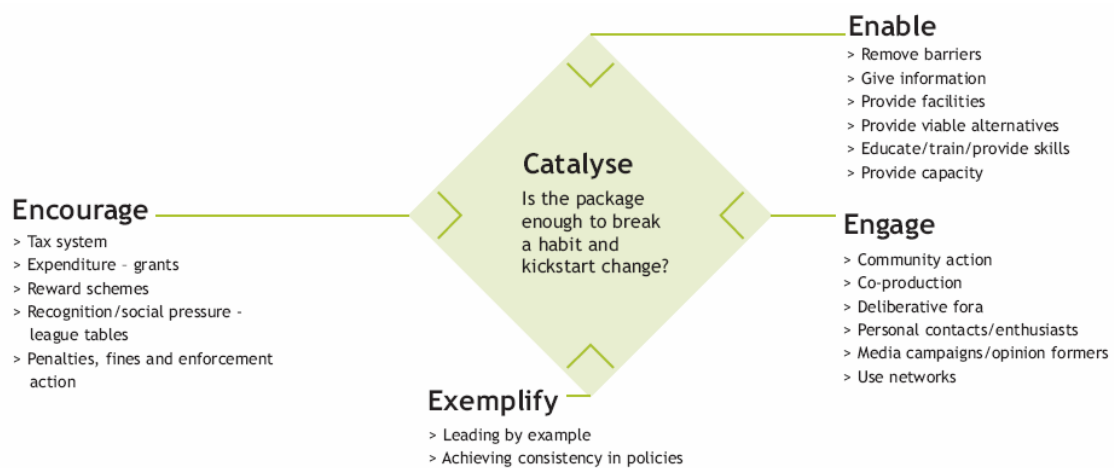 Enable
> Remove barriers
> Give information
> Provide facilities
> Provide viable alternatives
> Educate/train/provide skills
> Provide capacity
Catalyse
Is the package
enough to break
a habit and
kickstart change?
Encourage
> Tax system
> Expenditure – grants
> Reward schemes
> Recognition/social pressure -
league tables
> Penalties, fines and enforcement
action
Engage
> Community action
> Co-production
> Deliberative fora
> Personal contacts/enthusiasts
> Media campaigns/opinion formers
> Use networks
Exemplify
> Leading by example
> Achieving consistency in policies